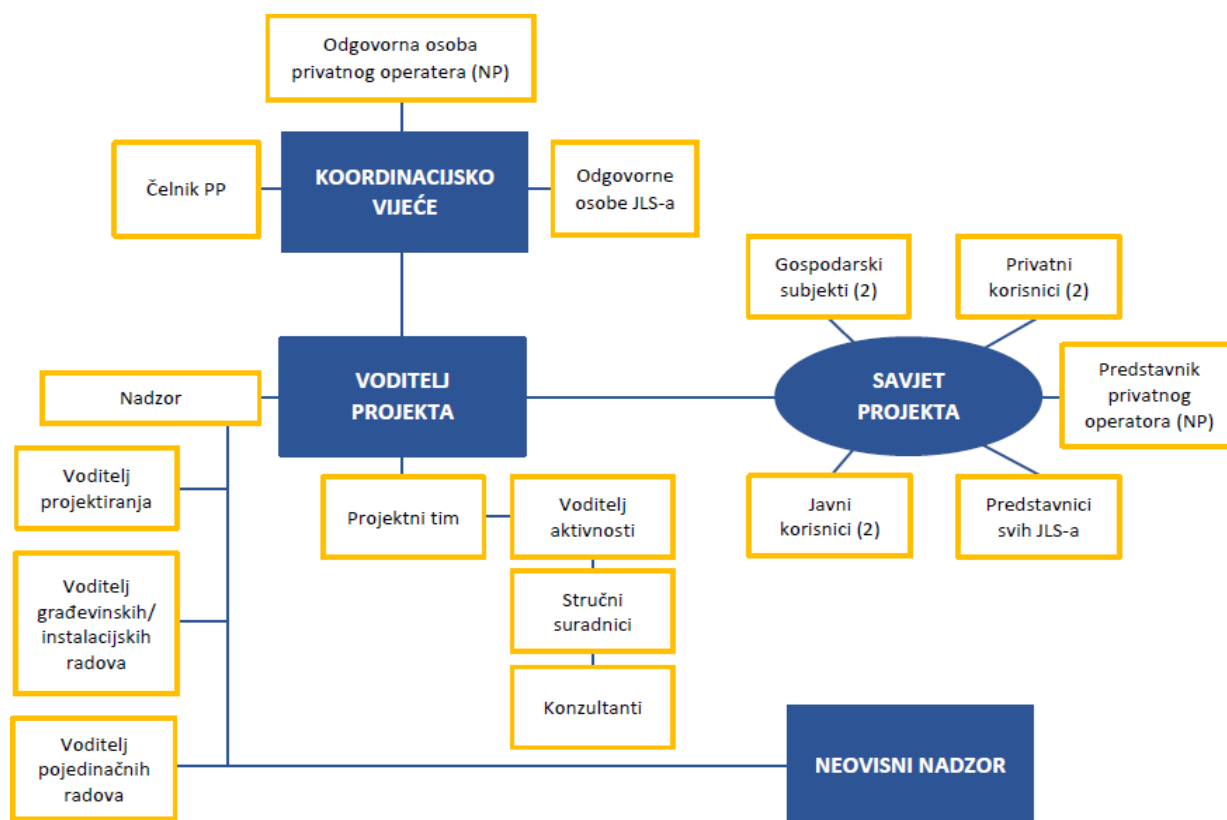 Odgovorna osoba
privatnog operatera (NP)
Čelnik PP
KOORDINACIJSKO
VIJEĆE
Odgovorne
osobe JLS-a
Gospodarski
subjekti (2)
Privatni
korisnici (2)
Nadzor
VODITELJ
PROJEKTA
SAVJET
PROJEKTA
Predstavnik
privatnog
operatora (NP)
Voditelj
projektiranja
Projektni tim
Voditelj
aktivnosti
Javni
korisnici (2)
Predstavnici
svih JLS-a
Voditelj
građevinskih/
instalacijskih
radova
Stručni
suradnici
Konzultanti
Voditelj
pojedinačnih
radova
NEOVISNI NADZOR